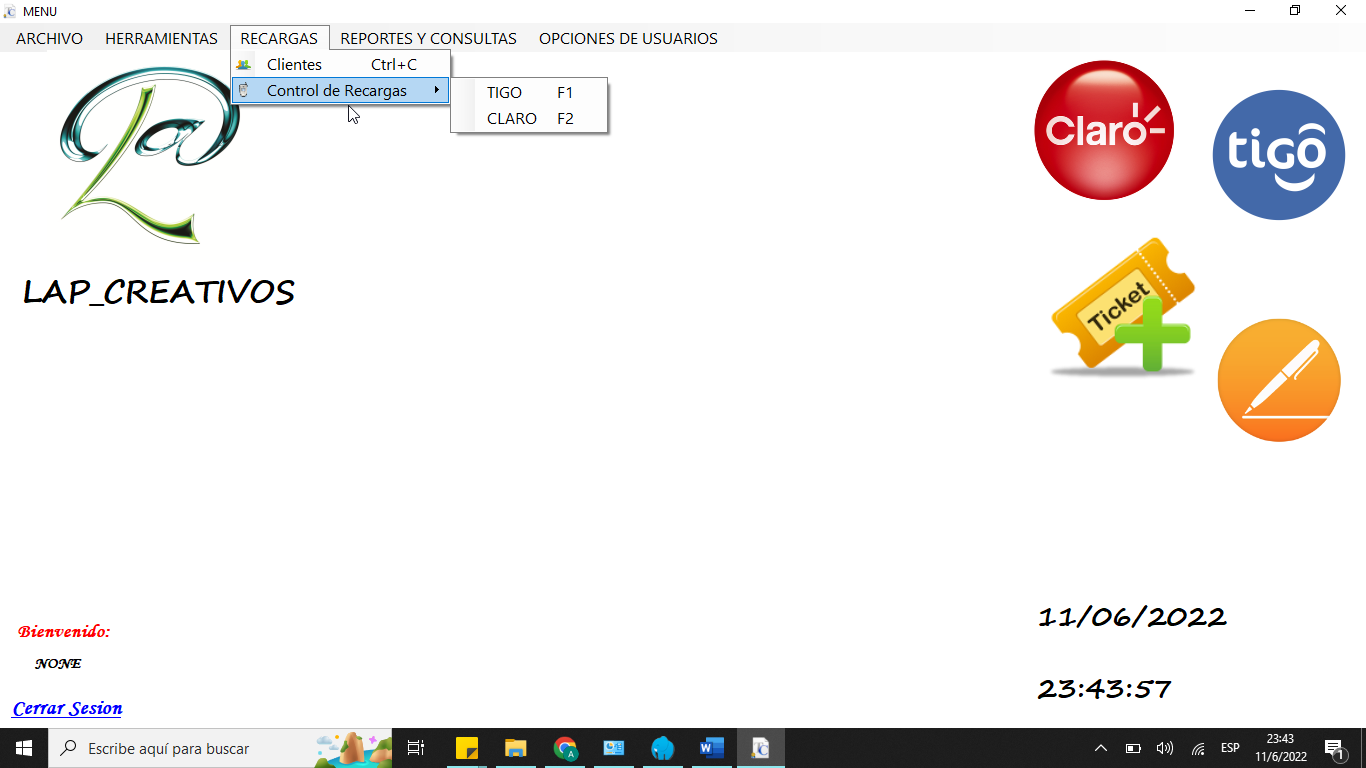 MENU
ARCHIVO HERRAMIENTAS RECARGAS REPORTES Y CONSULTAS OPCIONES DE USUARIOS
Clientes Ctrl+C
Control de Recargas
TIGO F1
CLARO F2
Claro
tigo
Ticket
LAP_CREATIVOS
11/06/2022
Bienvenido:
NONE
23:43:57
Cerrar Sesion
Escribe aquí para buscar
W
ESP
23:43
11/6/2022
1